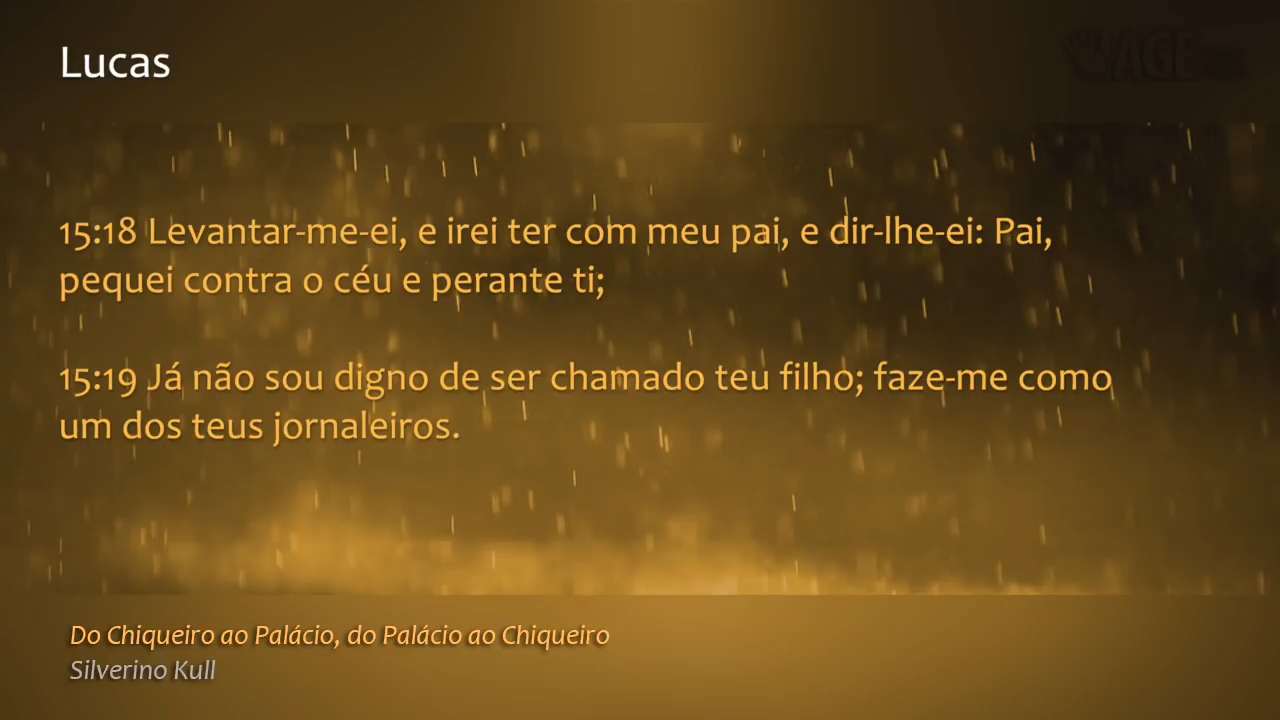 Lucas
15:18 Levantar-me-ei, e irei ter com meu pai, e dir-lhe-ei: Pai,
pequei contra o céu e perante ti;
15:19 Já não sou digno de ser chamado teu filho; faze-me como
um dos teus jornaleiros.
Do Chiqueiro ao Palácio, do Palácio ao Chiqueiro
Silverino Kull